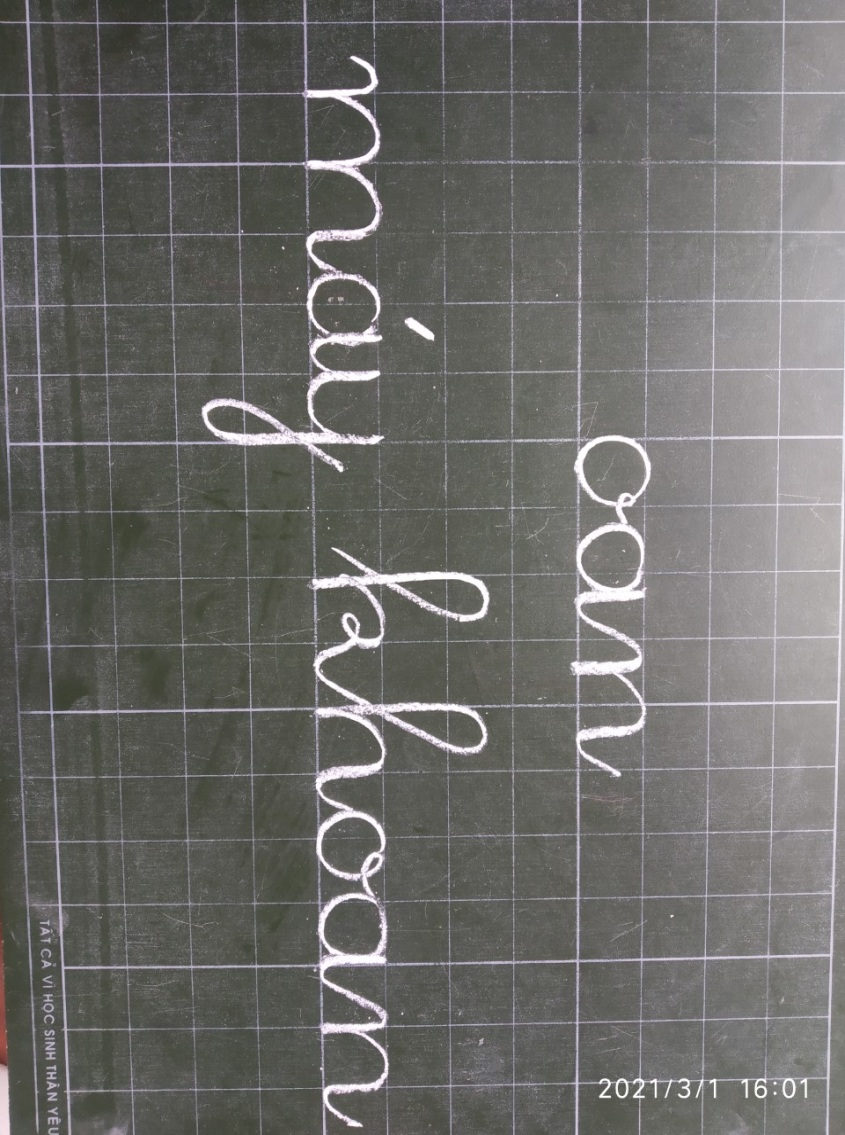 oan
máy khoan
TẤT CẢ VÌ HỌC SINH THÂN YÊU
2021/3/1 16:01